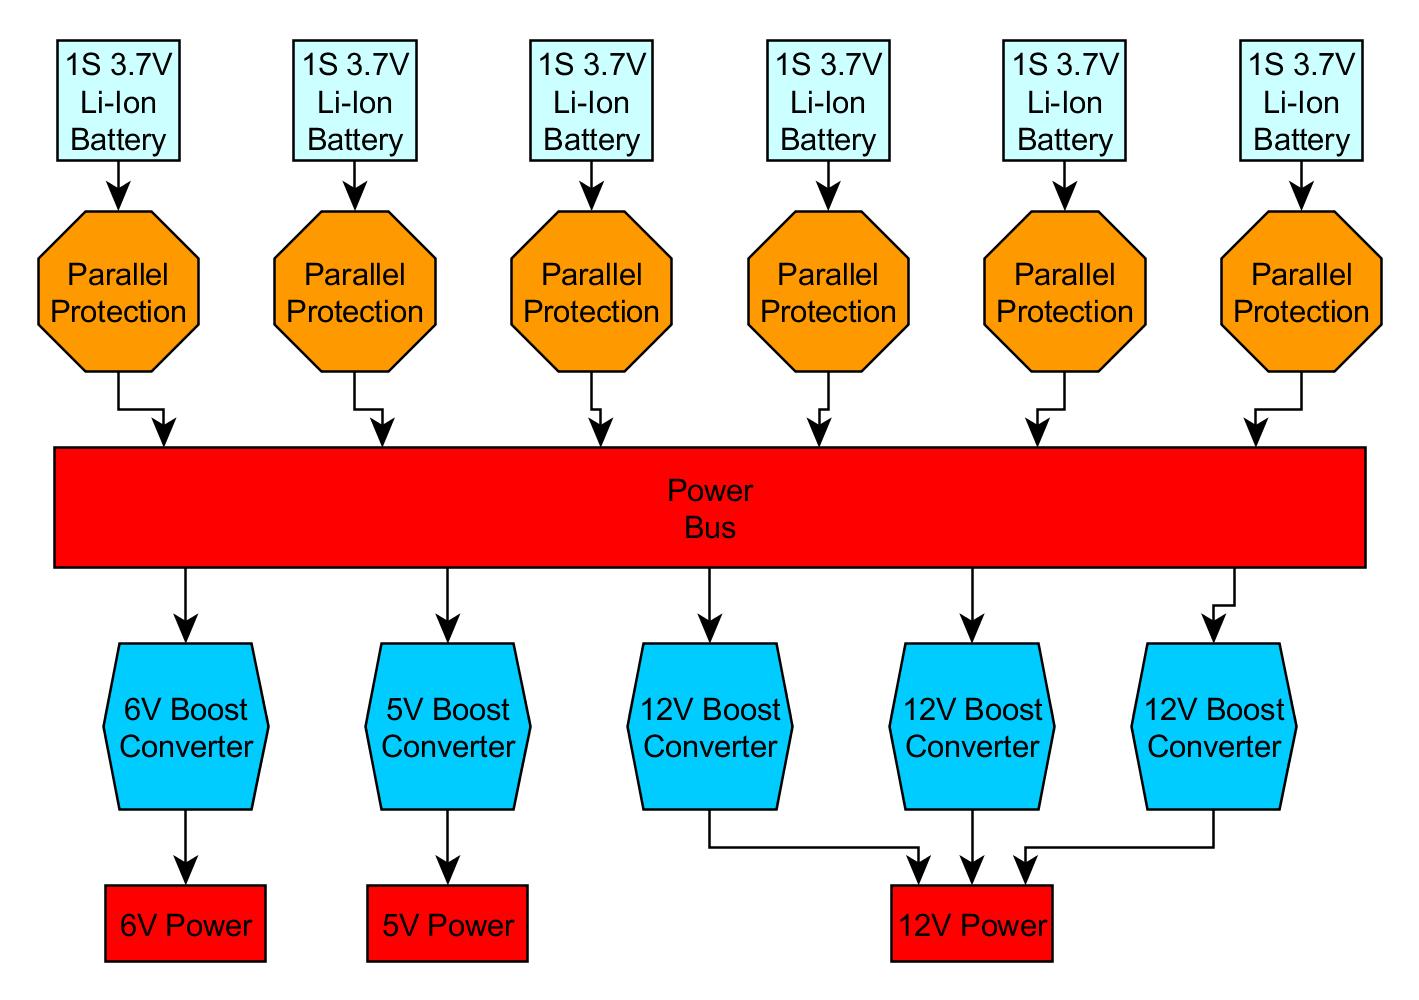 1S 3.7V
Li-Ion
Battery
1S 3.7V
Li-Ion
Battery
1S 3.7V
Li-Ion
Battery
1S 3.7V
Li-Ion
Battery
1S 3.7V
Li-Ion
Battery
1S 3.7V
Li-Ion
Battery
Parallel
Protection
Parallel
Protection
Parallel
Protection
Parallel
Protection
Parallel
Protection
Parallel
Protection
Power
Bus
6V Boost
Converter
5V Boost
Converter
12V Boost
Converter
12V Boost
Converter
12V Boost
Converter
6V Power
5V Power
12V Power